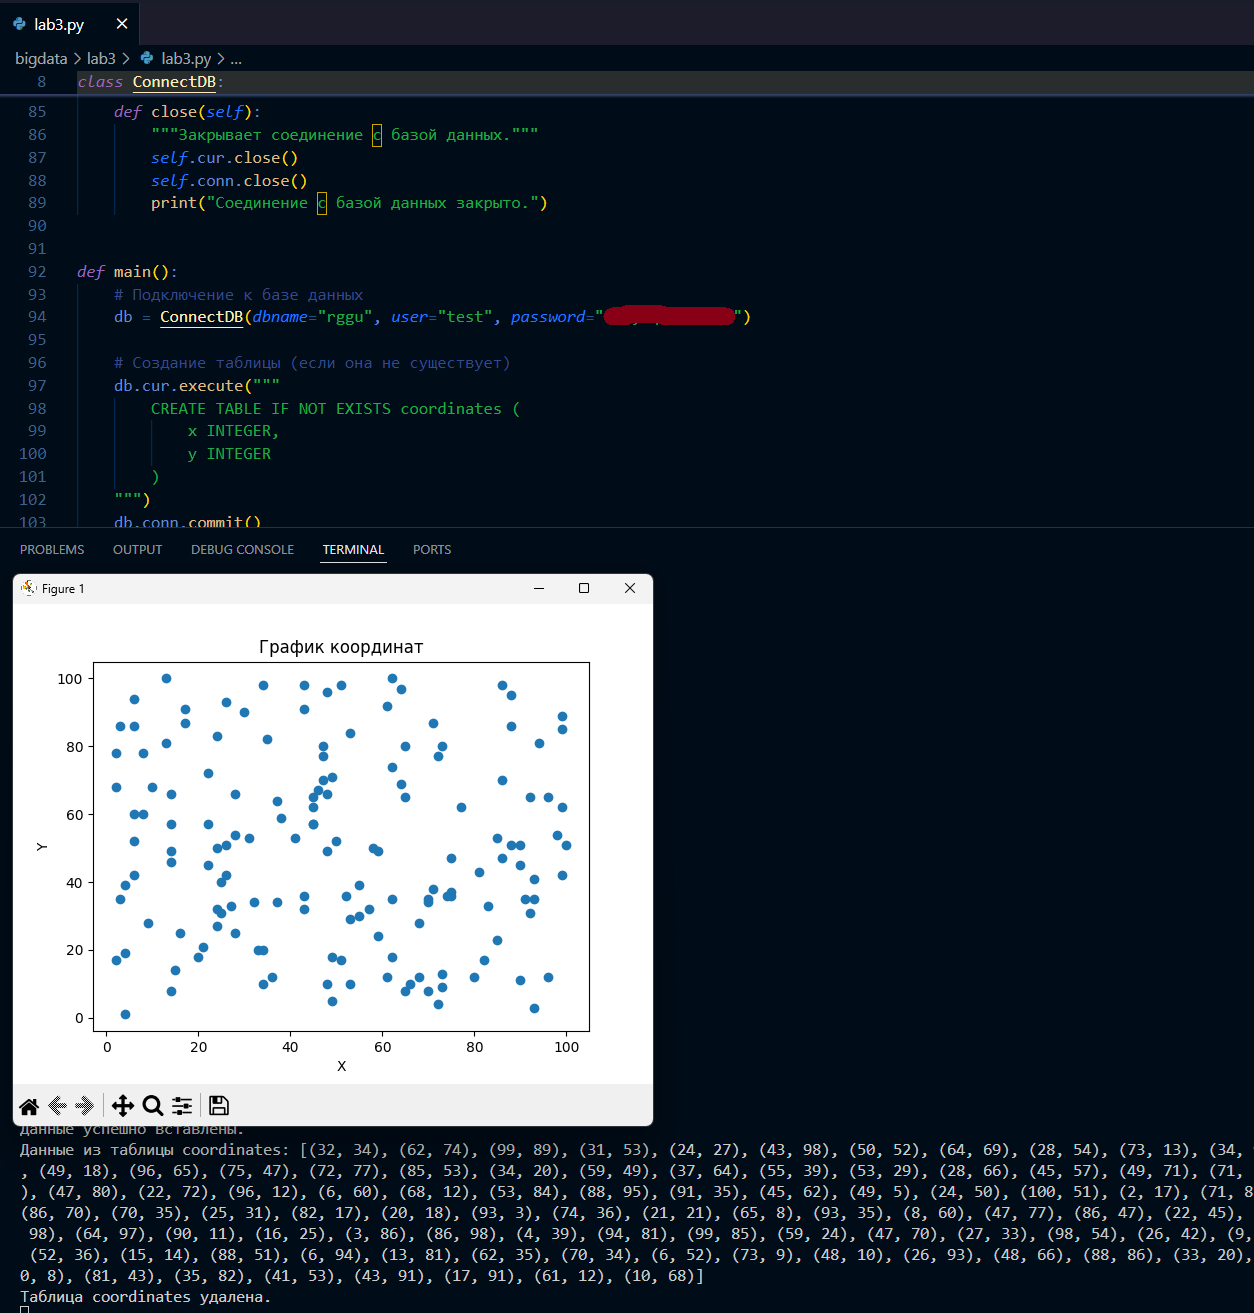 lab3.py
bigdata > lab3 > lab3.py > ...
8 class ConnectDB:
85 def close(self):
86 """Закрывает соединение с базой данных."""
87 self.cur.close()
88 self.conn.close()
89 print("Соединение с базой данных закрыто.")
90
91
92 def main():
93 # Подключение к базе данных
94 db = ConnectDB(dbname="rggu", user="test", password="")
95
96 # Создание таблицы (если она не существует)
97 db.cur.execute("""
98 CREATE TABLE IF NOT EXISTS coordinates (
99 x INTEGER,
100 y INTEGER
101 )
102 """)
103 db.conn.commit()
PROBLEMS OUTPUT DEBUG CONSOLE TERMINAL PORTS
Figure 1
График координат
100
80
60
40
20
0
Y
0 20 40 60 80 100
X
Данные успешно вставлены.
Данные из таблицы coordinates: [(32, 34), (62, 74), (99, 89), (31, 53), (24, 27), (43, 98), (50, 52), (64, 69), (28, 54), (73, 13), (34,
, (49, 18), (96, 65), (75, 47), (72, 77), (85, 53), (34, 20), (59, 49), (37, 64), (55, 39), (53, 29), (28, 66), (45, 57), (49, 71), (71,
), (47, 80), (22, 72), (96, 12), (6, 60), (68, 12), (53, 84), (88, 95), (91, 35), (45, 62), (49, 5), (24, 50), (100, 51), (2, 17), (71, 8
(86, 70), (70, 35), (25, 31), (82, 17), (20, 18), (93, 3), (74, 36), (21, 21), (65, 8), (93, 35), (8, 60), (47, 77), (86, 47), (22, 45),
98), (64, 97), (90, 11), (16, 25), (3, 86), (86, 98), (4, 39), (94, 81), (99, 85), (59, 24), (47, 70), (27, 33), (98, 54), (26, 42), (9,
(52, 36), (15, 14), (88, 51), (6, 94), (13, 81), (62, 35), (70, 34), (6, 52), (73, 9), (48, 10), (26, 93), (48, 66), (88, 86), (33, 20),
0, 8), (81, 43), (35, 82), (41, 53), (43, 91), (17, 91), (61, 12), (10, 68)]
Таблица coordinates удалена.